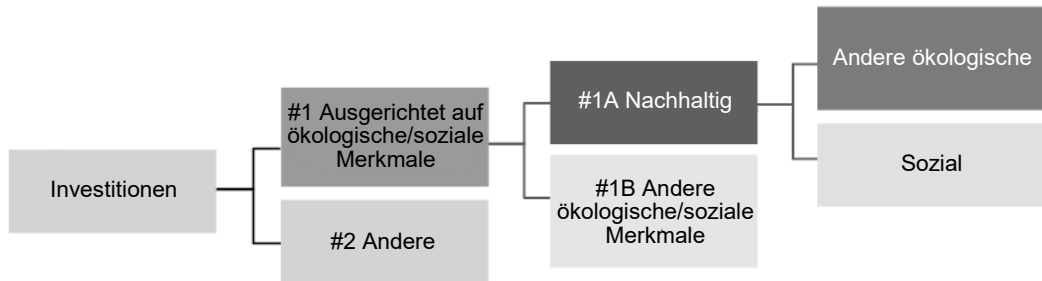 Investitionen
#1 Ausgerichtet auf
ökologische/soziale
Merkmale
#2 Andere
#1A Nachhaltig
#1B Andere
ökologische/soziale
Merkmale
Andere ökologische
Sozial